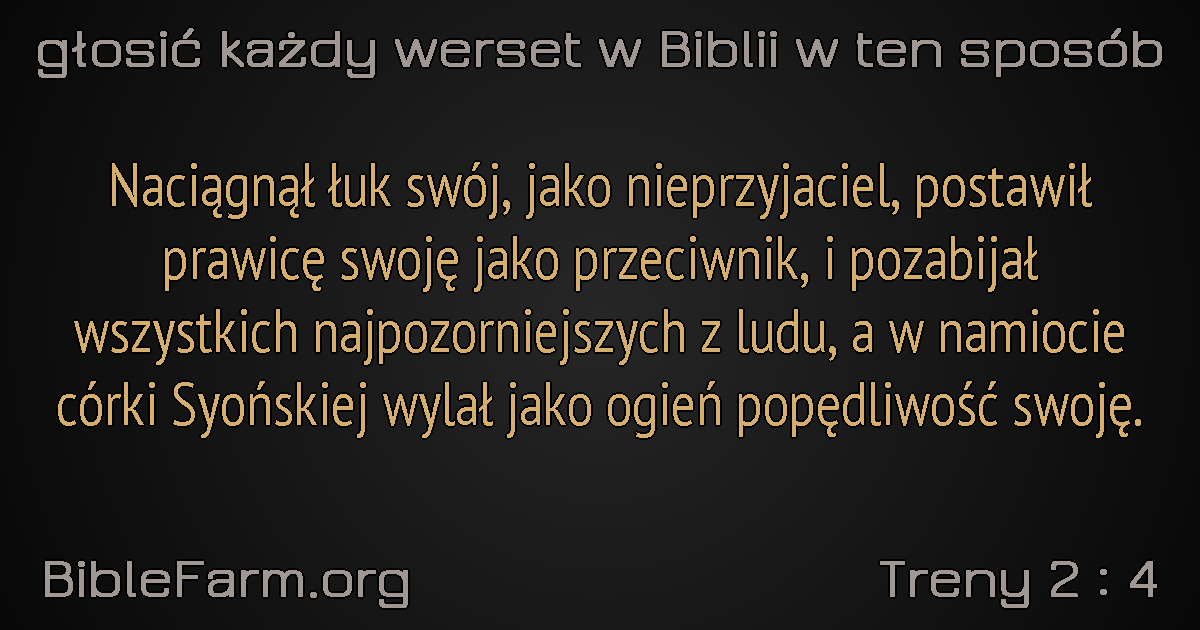 głosić każdy werset w Biblii w ten sposób
Naciągnął łuk swój, jako nieprzyjaciel, postawił
prawicę swoję jako przeciwnik, i pozabijał
wszystkich najpozorniejszych z ludu, a w namiocie
córki Syońskiej wylał jako ogień popędliwość swoję.
BibleFarm.org
Treny 2 : 4